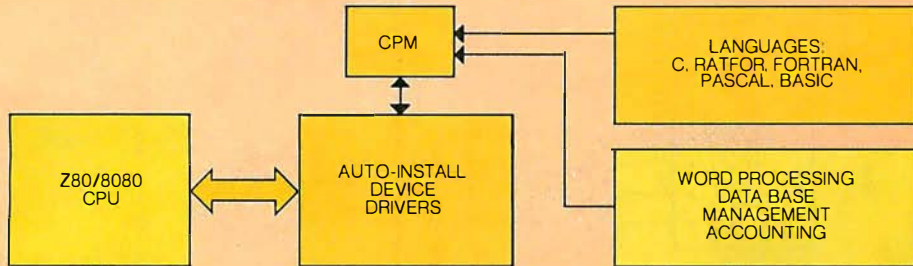 CPM
LANGUAGES:
C, RATFOR, FORTRAN,
PASCAL, BASIC
Z80/8080
CPU
AUTO-INSTALL
DEVICE
DRIVERS
WORD PROCESSING
DATA BASE
MANAGEMENT
ACCOUNTING